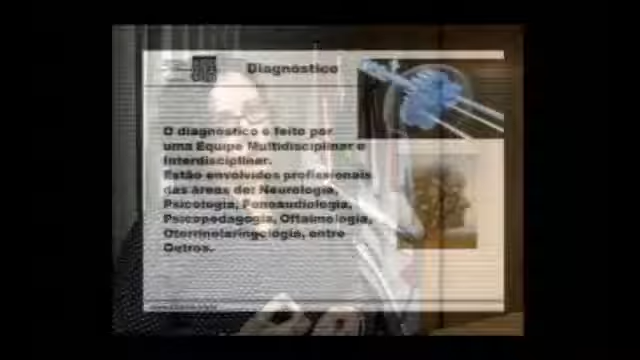 Diagnóstico
O diagnóstico é feito por
uma Equipe Multidisciplinar e
Interdisciplinar.
Estão envolvidos profissionais
das áreas de: Neurologia,
Psicologia, Fonoaudiologia,
Psicopedagogia, Oftalmologia,
Otorrinolaringologia, entre
Outros.